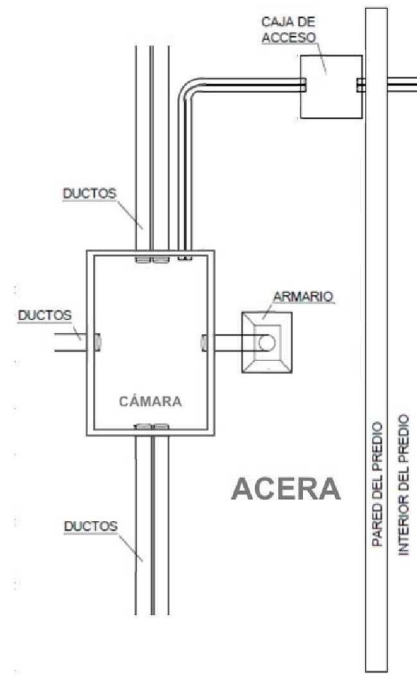 CAJA DE
ACCESO
DUCTOS
ARMARIO
DUCTOS
CÁMARA
ACERA
PARED DEL PREDIO
INTERIOR DEL PREDIO
DUCTOS